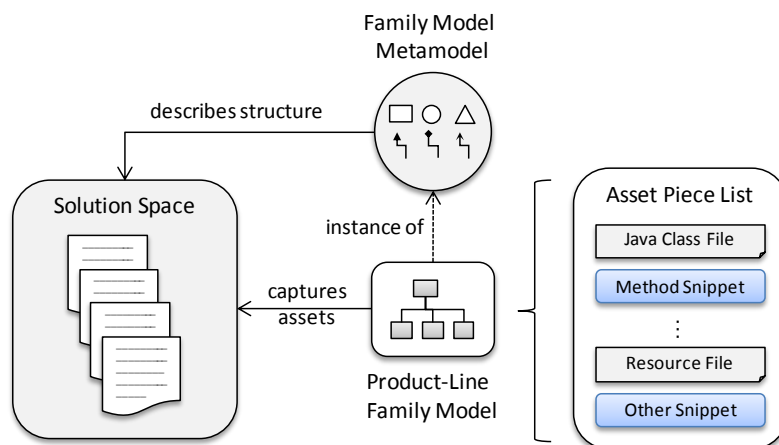 Family Model
Metamodel
describes structure
Solution Space
instance of
captures
assets
Product-Line
Family Model
Asset Piece List
Java Class File
Method Snippet
⋮
Resource File
Other Snippet